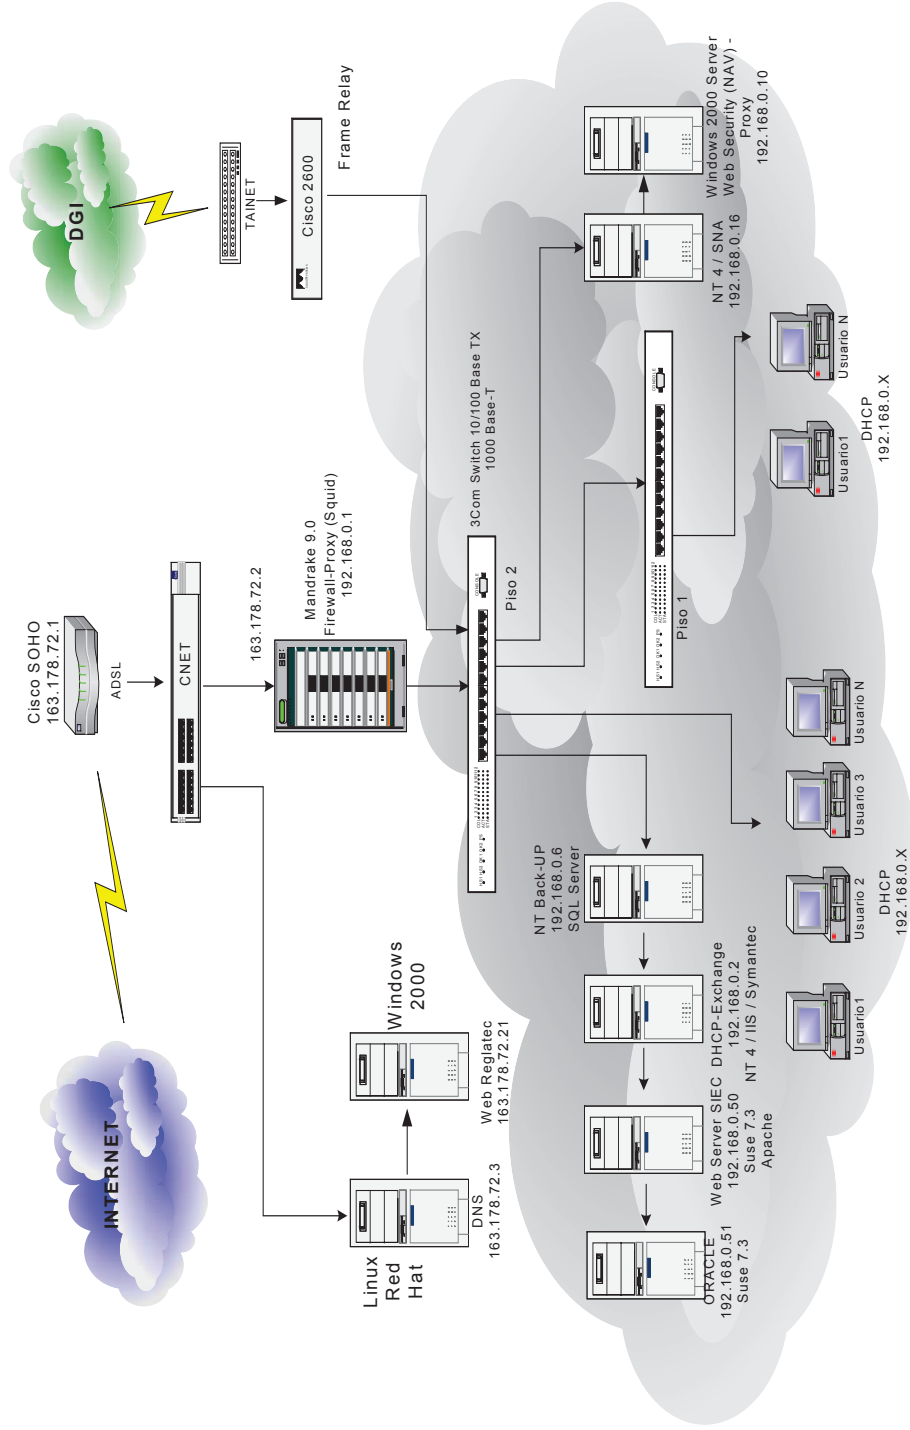 INTERNET
Cisco SOHO
163.178.72.1
ADSL
CNET
DGI
TAINET
Cisco 2600
Frame Relay
163.178.72.2
Mandrake 9.0
Firewall-Proxy (Squid)
192.168.0.1
Linux
Red
Hat
DNS
163.178.72.3
Windows
2000
Web Reglatec
163.178.72.21
3Com Switch 10/100 Base TX
1000 Base-T
CONSOLE
Piso 2
ORACLE
192.168.0.51
Suse 7.3
Web Server SIEC
192.168.0.50
Suse 7.3
Apache
DHCP-Exchange
192.168.0.2
NT 4 / IIS / Symantec
NT Back-UP
192.168.0.6
SQL Server
CONSOLE
Piso 1
NT 4 / SNA
192.168.0.16
Windows 2000 Server
Web Security (NAV) -
Proxy
192.168.0.10
Usuario1
Usuario 2
Usuario 3
Usuario N
DHCP
192.168.0.X
Usuario1
Usuario N
DHCP
192.168.0.X